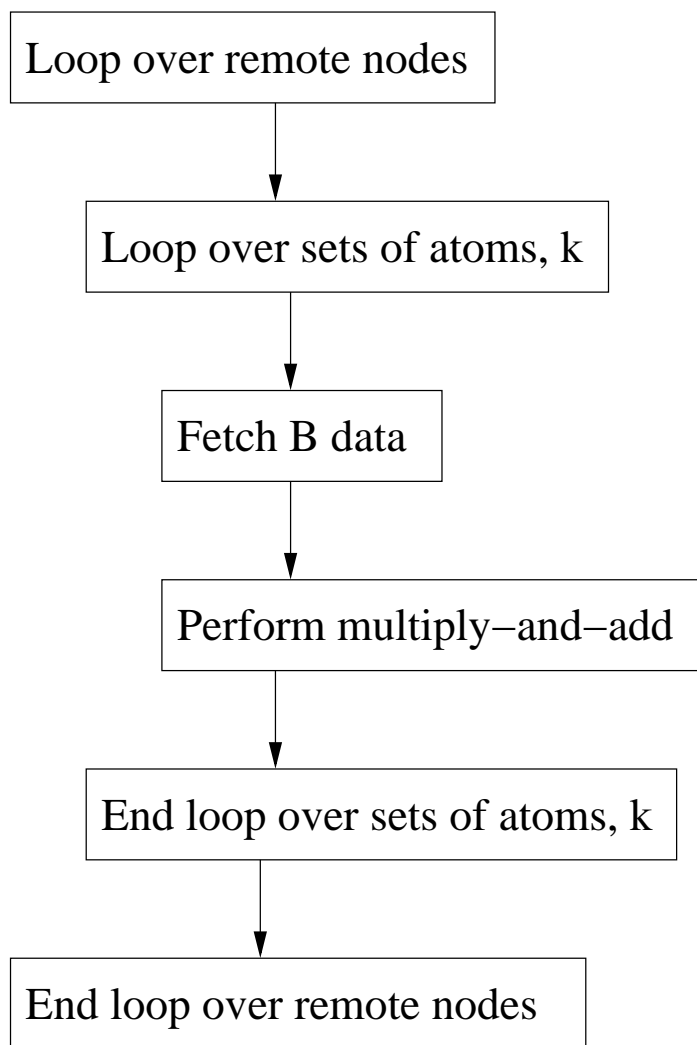 Loop over remote nodes
Loop over sets of atoms, k
Fetch B data
Perform multiply−and−add
End loop over sets of atoms, k
End loop over remote nodes